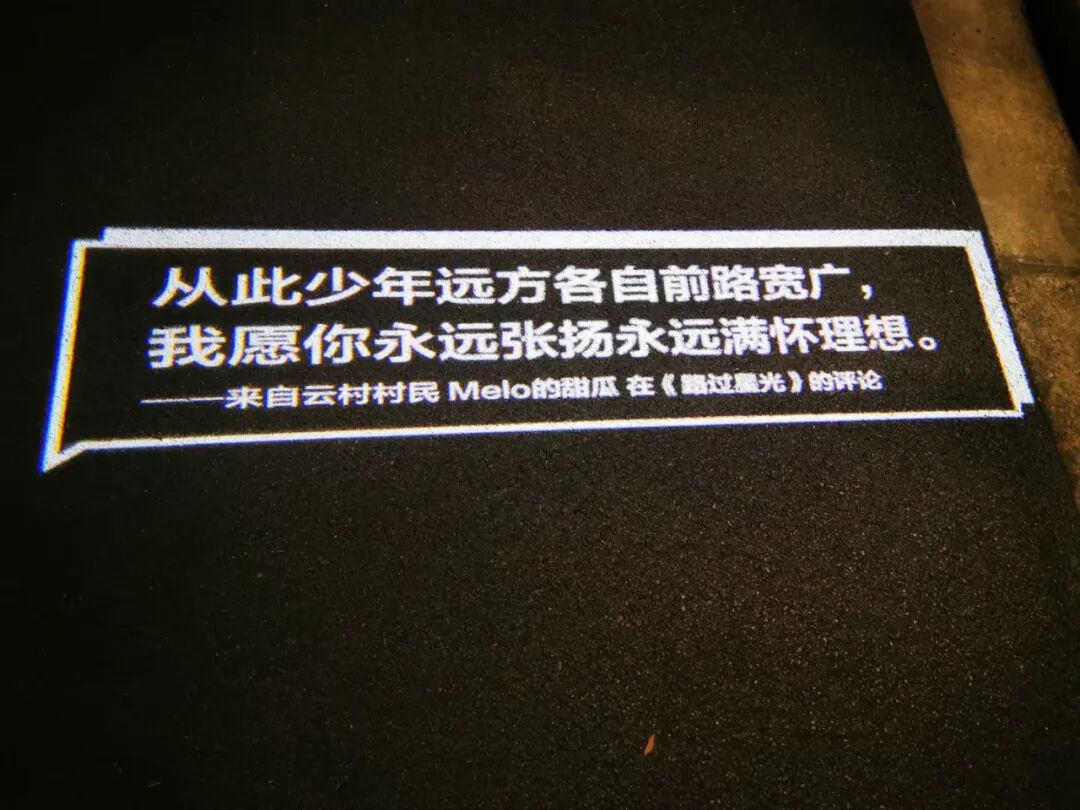 从此少年远方各自前路宽广，
我愿你永远张扬永远满怀理想。
——来自云村村民 Melo的甜瓜 在《路过星光》的评论